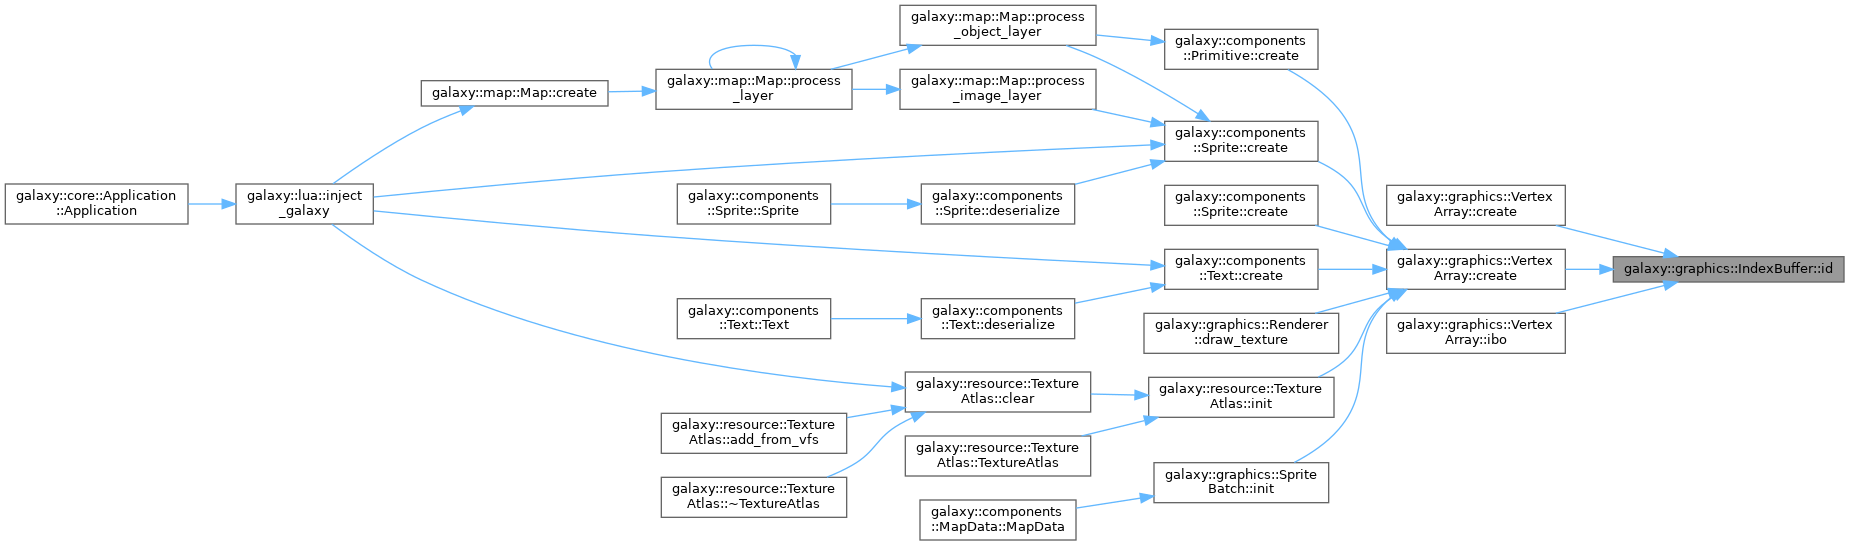 galaxy::core::Application
::Application
galaxy::lua::inject
_galaxy
galaxy::map::Map::create
galaxy::map::Map::process
_layer
galaxy::map::Map::process
_object_layer
galaxy::map::Map::process
_image_layer
galaxy::components
::Primitive::create
galaxy::components
::Sprite::create
galaxy::components
::Sprite::Sprite
galaxy::components
::Sprite::deserialize
galaxy::components
::Sprite::create
galaxy::graphics::Vertex
Array::create
galaxy::components
::Text::create
galaxy::graphics::Vertex
Array::create
galaxy::graphics::IndexBuffer::id
galaxy::components
::Text::Text
galaxy::components
::Text::deserialize
galaxy::graphics::Renderer
::draw_texture
galaxy::graphics::Vertex
Array::ibo
galaxy::resource::Texture
Atlas::clear
galaxy::resource::Texture
Atlas::init
galaxy::resource::Texture
Atlas::add_from_vfs
galaxy::resource::Texture
Atlas::TextureAtlas
galaxy::resource::Texture
Atlas::~TextureAtlas
galaxy::graphics::Sprite
Batch::init
galaxy::components
::MapData::MapData